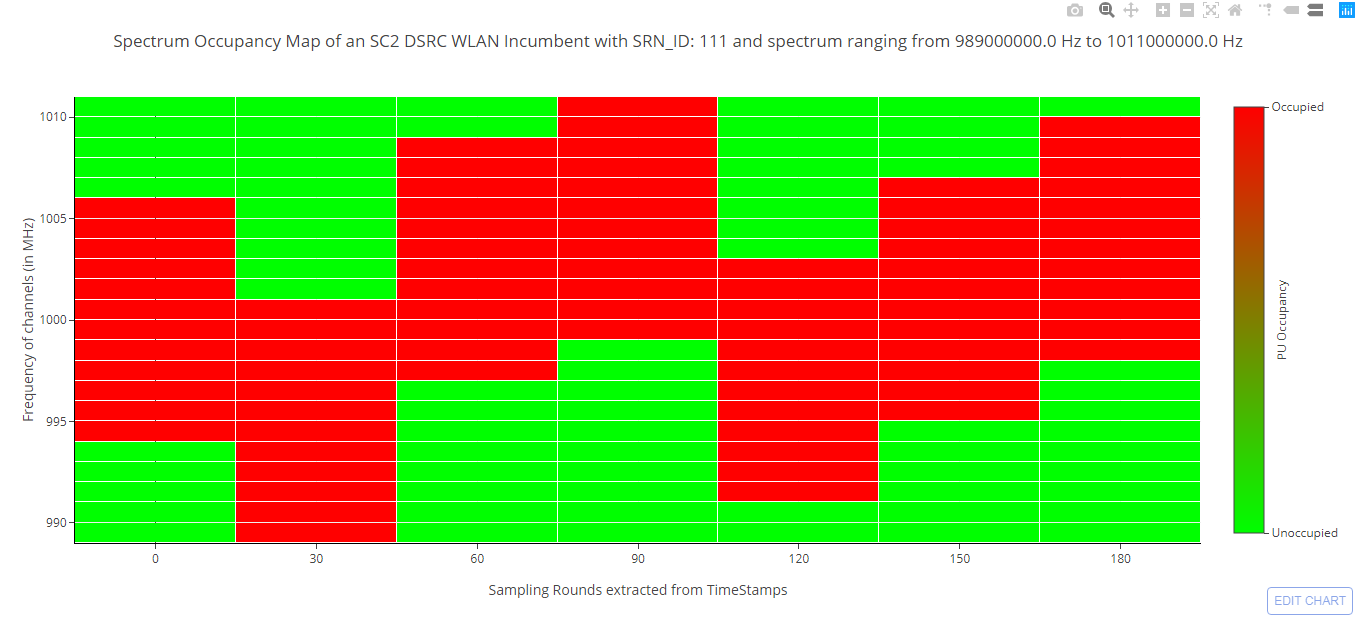 Spectrum Occupancy Map of an SC2 DSRC WLAN Incumbent with SRN_ID: 111 and spectrum ranging from 989000000.0 Hz to 1011000000.0 Hz
Frequency of channels (in MHz)
1010
1005
1000
995
990
0 30 60 90 120 150 180
Sampling Rounds extracted from TimeStamps
Occupied
PU Occupancy
Unoccupied
EDIT CHART